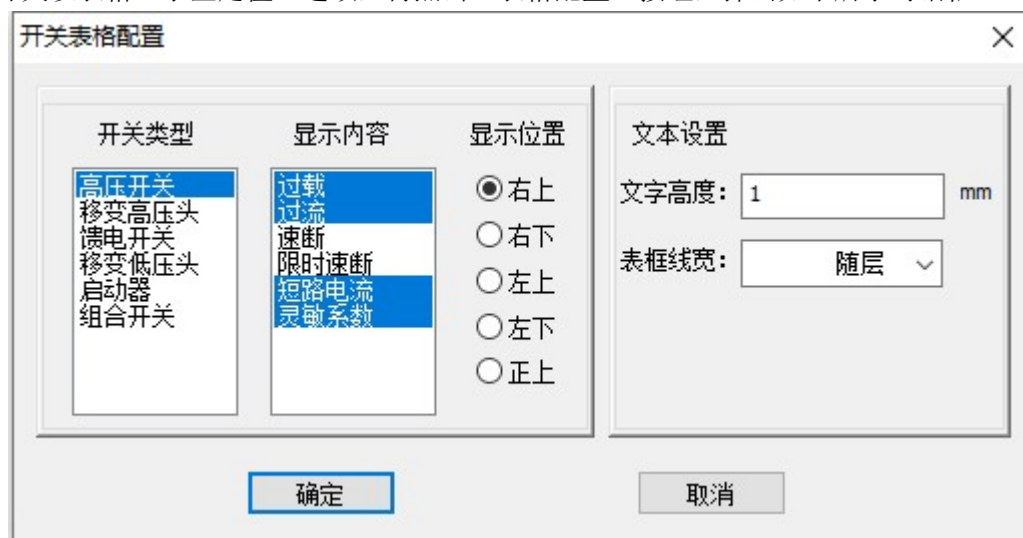 开关表格配置
开关类型
高压开关
移变高压头
馈电开关
移变低压头
启动器
组合开关
显示内容
过载
过流
速断
限时速断
短路电流
灵敏系数
显示位置
右上
右下
左上
左下
正上
文本设置
文字高度： 1 mm
表框线宽： 随层
确定
取消